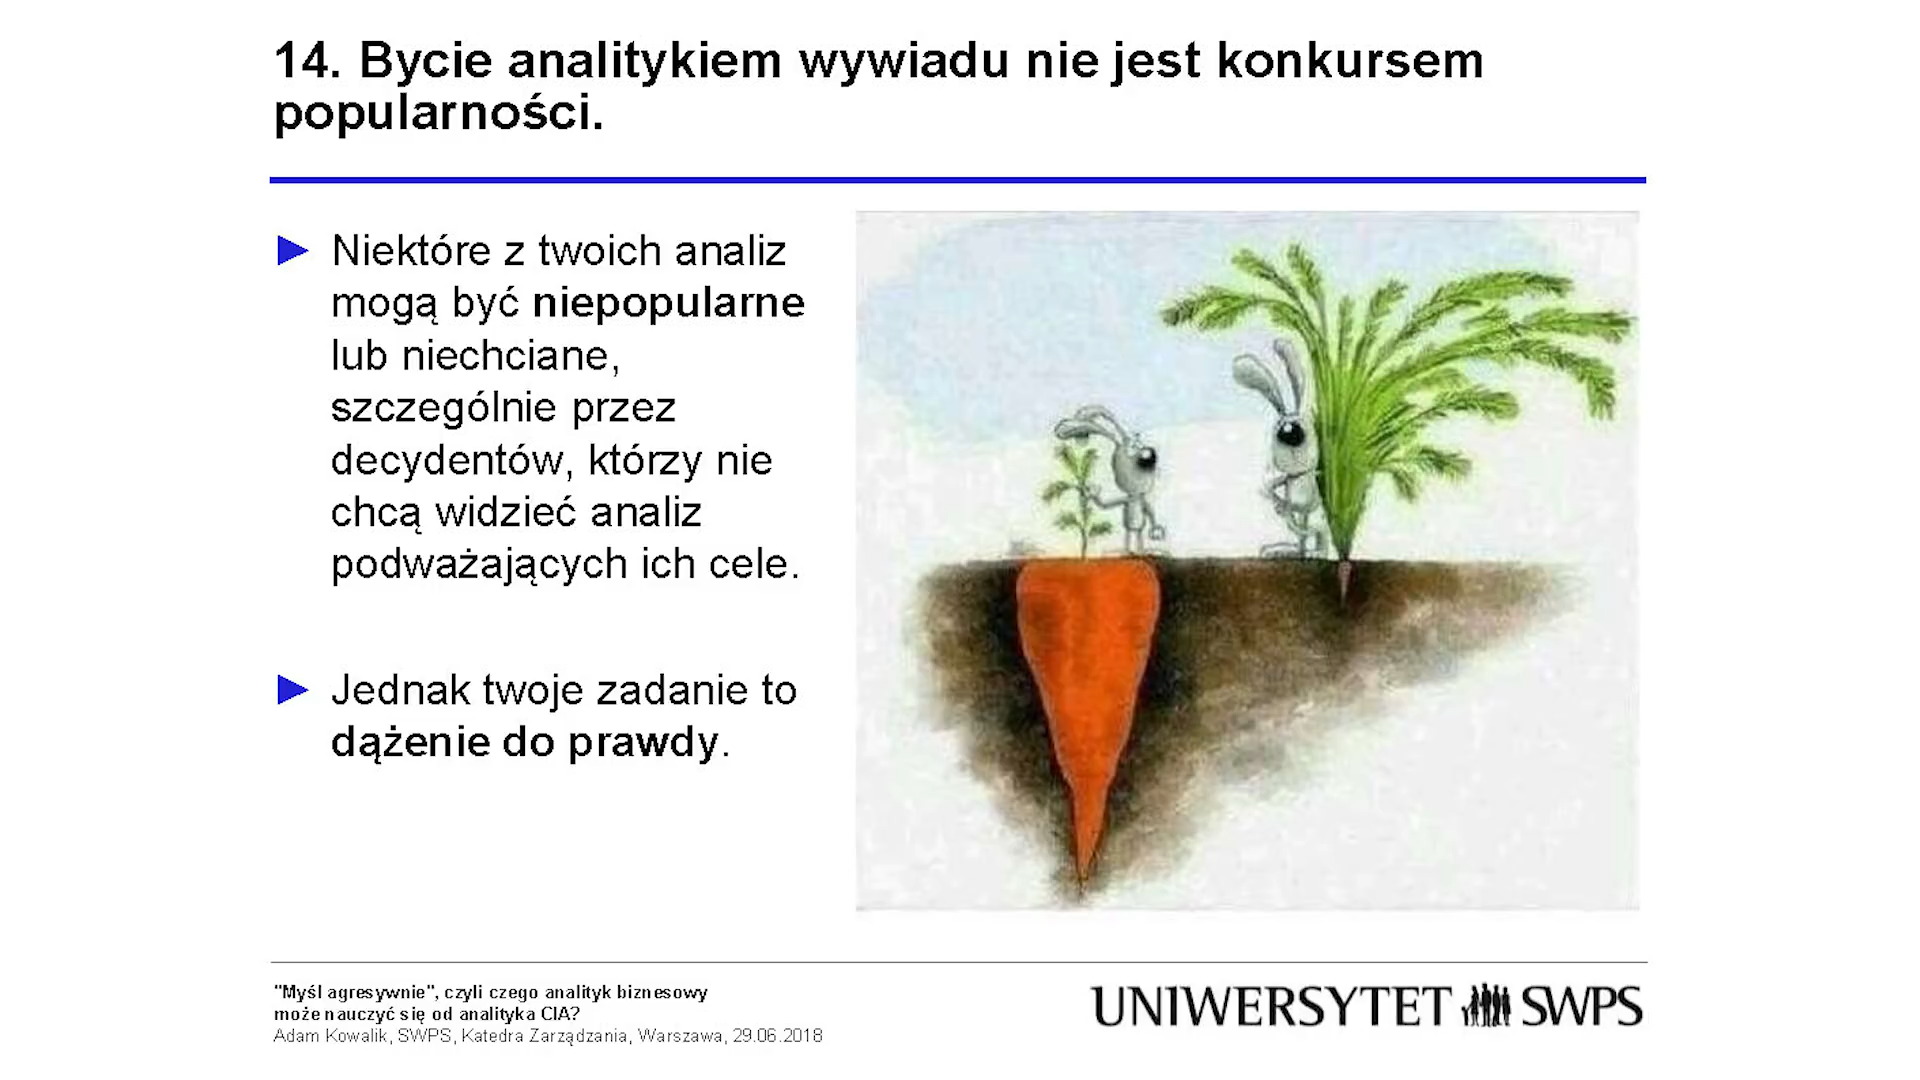 14. Bycie analitykiem wywiadu nie jest konkursem
popularności.
► Niektóre z twoich analiz
mogą być niepopularne
lub niechciane,
szczególnie przez
decydentów, którzy nie
chcą widzieć analiz
podważających ich cele.
► Jednak twoje zadanie to
dążenie do prawdy.
"Myśl agresywnie", czyli czego analityk biznesowy
może nauczyć się od analityka CIA?
Adam Kowalik, SWPS, Katedra Zarządzania, Warszawa, 29.06.2018
UNIWERSYTET SWPS